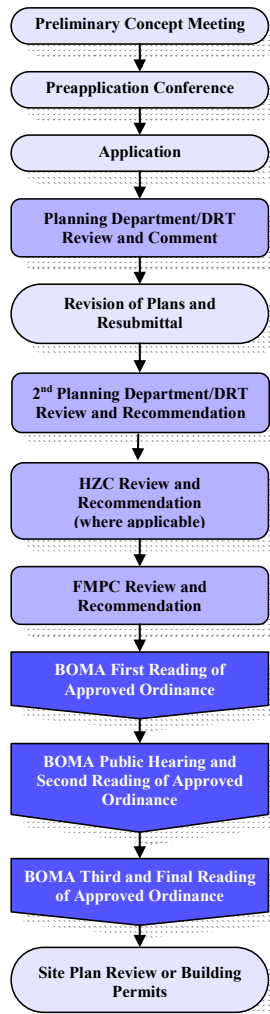 Preliminary Concept Meeting
Preapplication Conference
Application
Planning Department/DRT
Review and Comment
Revision of Plans and
Resubmittal
2nd Planning Department/DRT
Review and Recommendation
HZC Review and
Recommendation
(where applicable)
FMPC Review and
Recommendation
BOMA First Reading of
Approved Ordinance
BOMA Public Hearing and
Second Reading of Approved
Ordinance
BOMA Third and Final Reading
of Approved Ordinance
Site Plan Review or Building
Permits